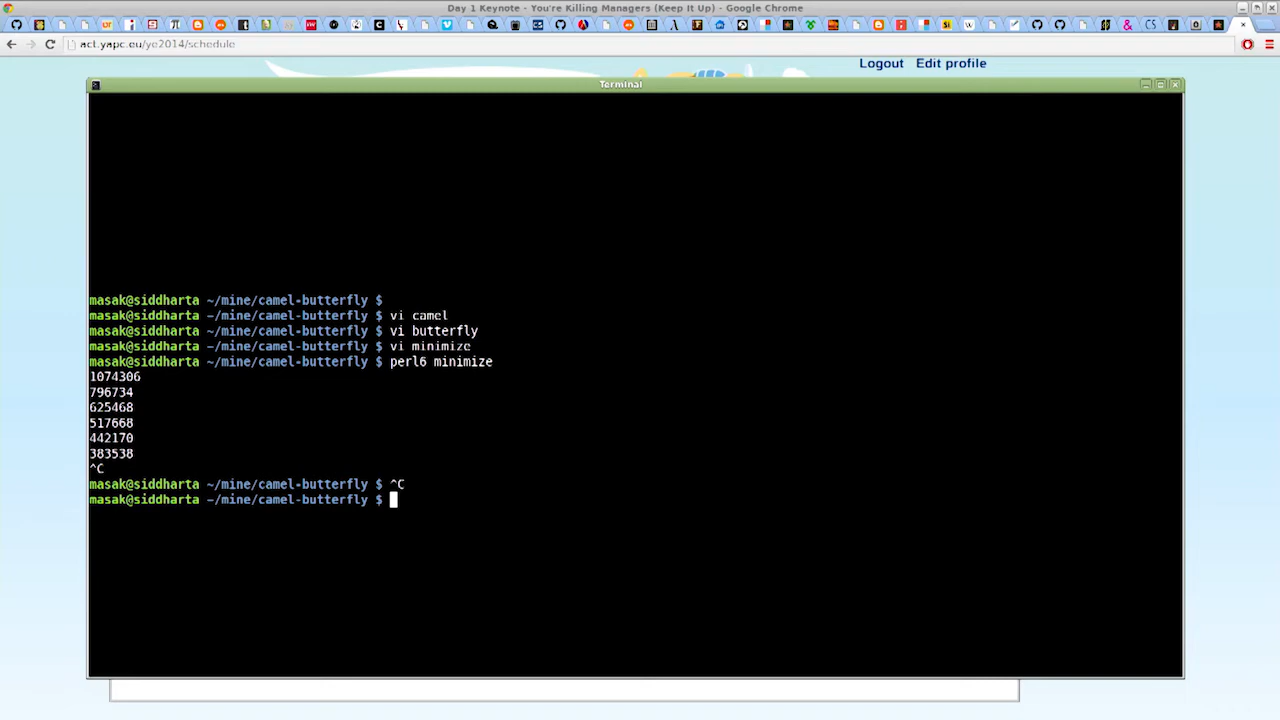 Day 1 Keynote - You're Killing Managers (Keep It Up) - Google Chrome
act.yapc.eu/ye2014/schedule
Logout Edit profile
Terminal
masak@siddharta ~/mine/camel-butterfly $
masak@siddharta ~/mine/camel-butterfly $ vi camel
masak@siddharta ~/mine/camel-butterfly $ vi butterfly
masak@siddharta ~/mine/camel-butterfly $ vi minimize
masak@siddharta ~/mine/camel-butterfly $ perl6 minimize
1074306
796734
625468
517668
442170
383538
^C
masak@siddharta ~/mine/camel-butterfly $ ^C
masak@siddharta ~/mine/camel-butterfly $